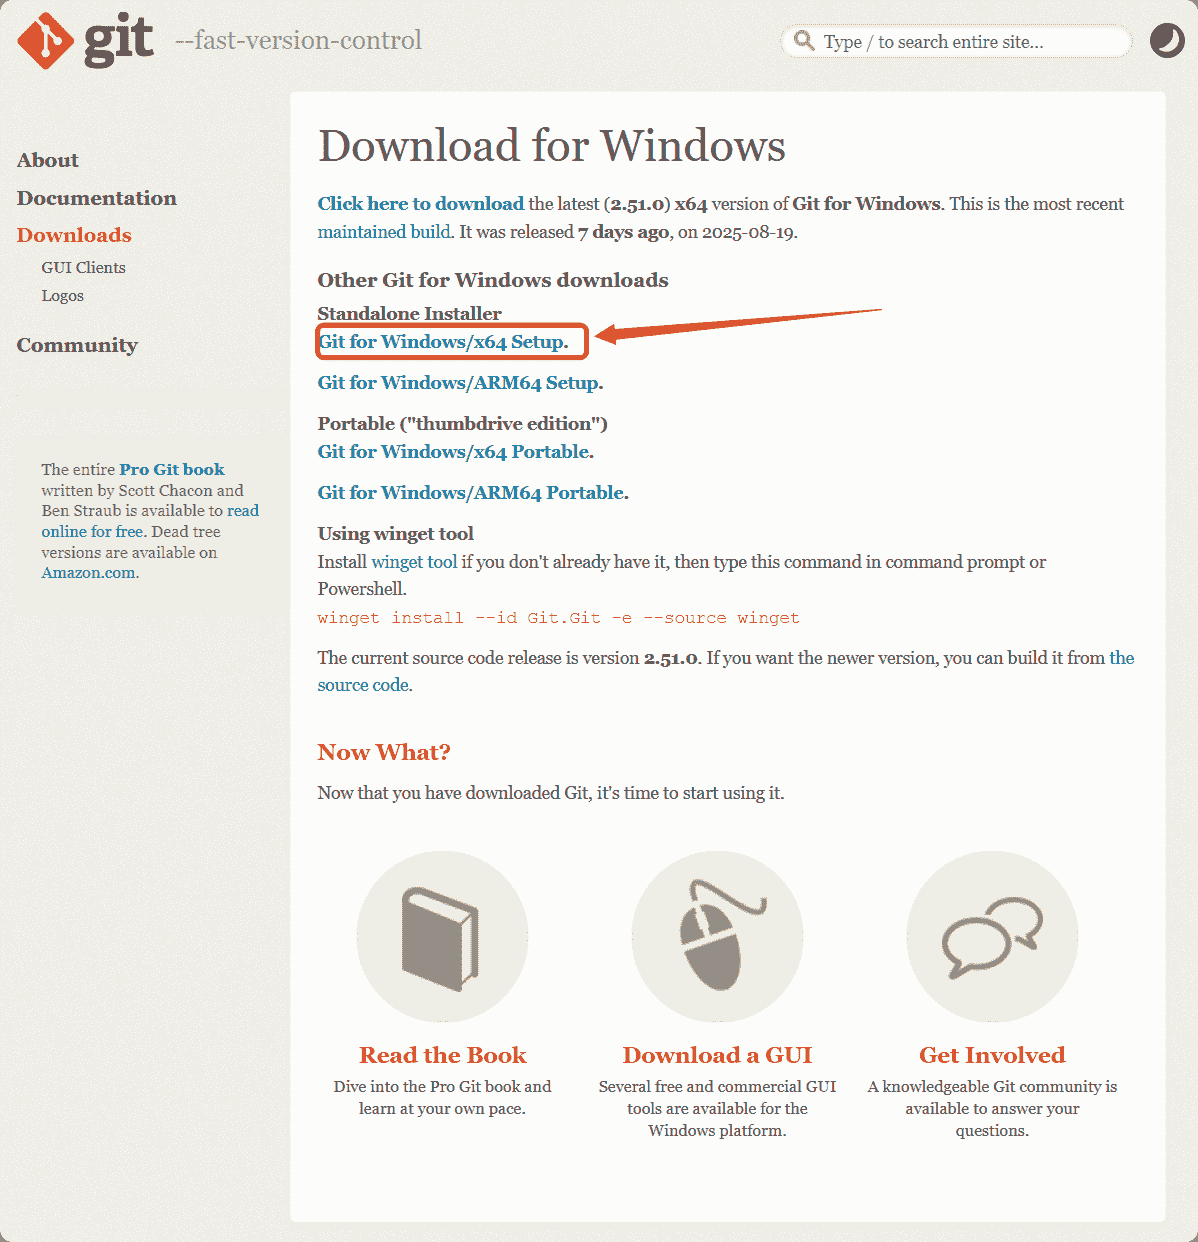 git --fast-version-control
Type / to search entire site...
About
Documentation
Downloads
GUI Clients
Logos
Community
The entire Pro Git book
written by Scott Chacon and
Ben Straub is available to read
online for free. Dead tree
versions are available on
Amazon.com.
Download for Windows
Click here to download the latest (2.51.0) x64 version of Git for Windows. This is the most recent
maintained build. It was released 7 days ago, on 2025-08-19.
Other Git for Windows downloads
Standalone Installer
Git for Windows/x64 Setup.
Git for Windows/ARM64 Setup.
Portable ("thumbdrive edition")
Git for Windows/x64 Portable.
Git for Windows/ARM64 Portable.
Using winget tool
Install winget tool if you don't already have it, then type this command in command prompt or
Powershell.
winget install --id Git.Git -e --source winget
The current source code release is version 2.51.0. If you want the newer version, you can build it from the
source code.
Now What?
Now that you have downloaded Git, it's time to start using it.
Read the Book
Dive into the Pro Git book and
learn at your own pace.
Download a GUI
Several free and commercial GUI
tools are available for the
Windows platform.
Get Involved
A knowledgeable Git community is
available to answer your
questions.